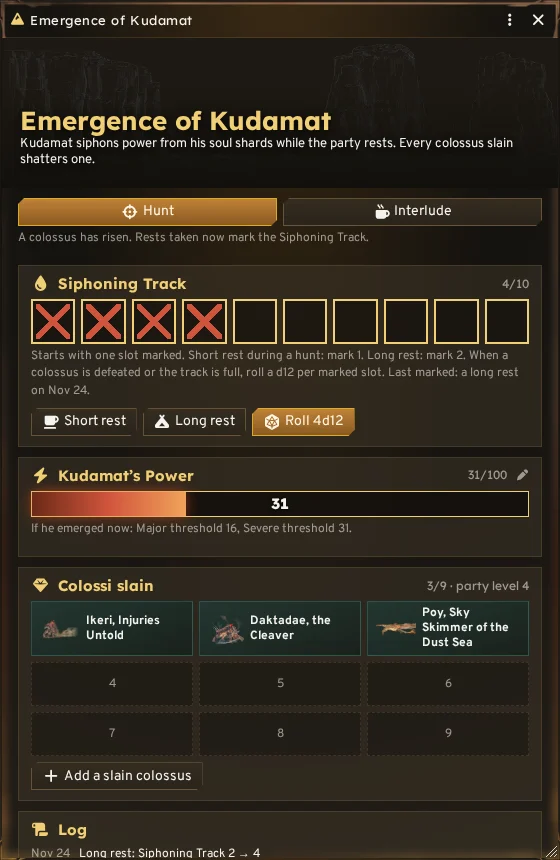 Emergence of Kudamat
Emergence of Kudamat
Kudamat siphons power from his soul shards while the party rests. Every colossus slain
shatters one.
Hunt
Interlude
A colossus has risen. Rests taken now mark the Siphoning Track.
Siphoning Track
4/10
Starts with one slot marked. Short rest during a hunt: mark 1. Long rest: mark 2. When a
colossus is defeated or the track is full, roll a d12 per marked slot. Last marked: a long rest
on Nov 24.
Short rest
Long rest
Roll 4d12
Kudamat's Power
31/100
31
If he emerged now: Major threshold 16, Severe threshold 31.
Colossi slain
3/9 · party level 4
Ikeri, Injuries
Untold
Daktadae, the
Cleaver
Poy, Sky
Skimmer of the
Dust Sea
4
5
6
7
8
9
Add a slain colossus
Log
Nov 24 Long rest: Siphoning Track 2 → 4